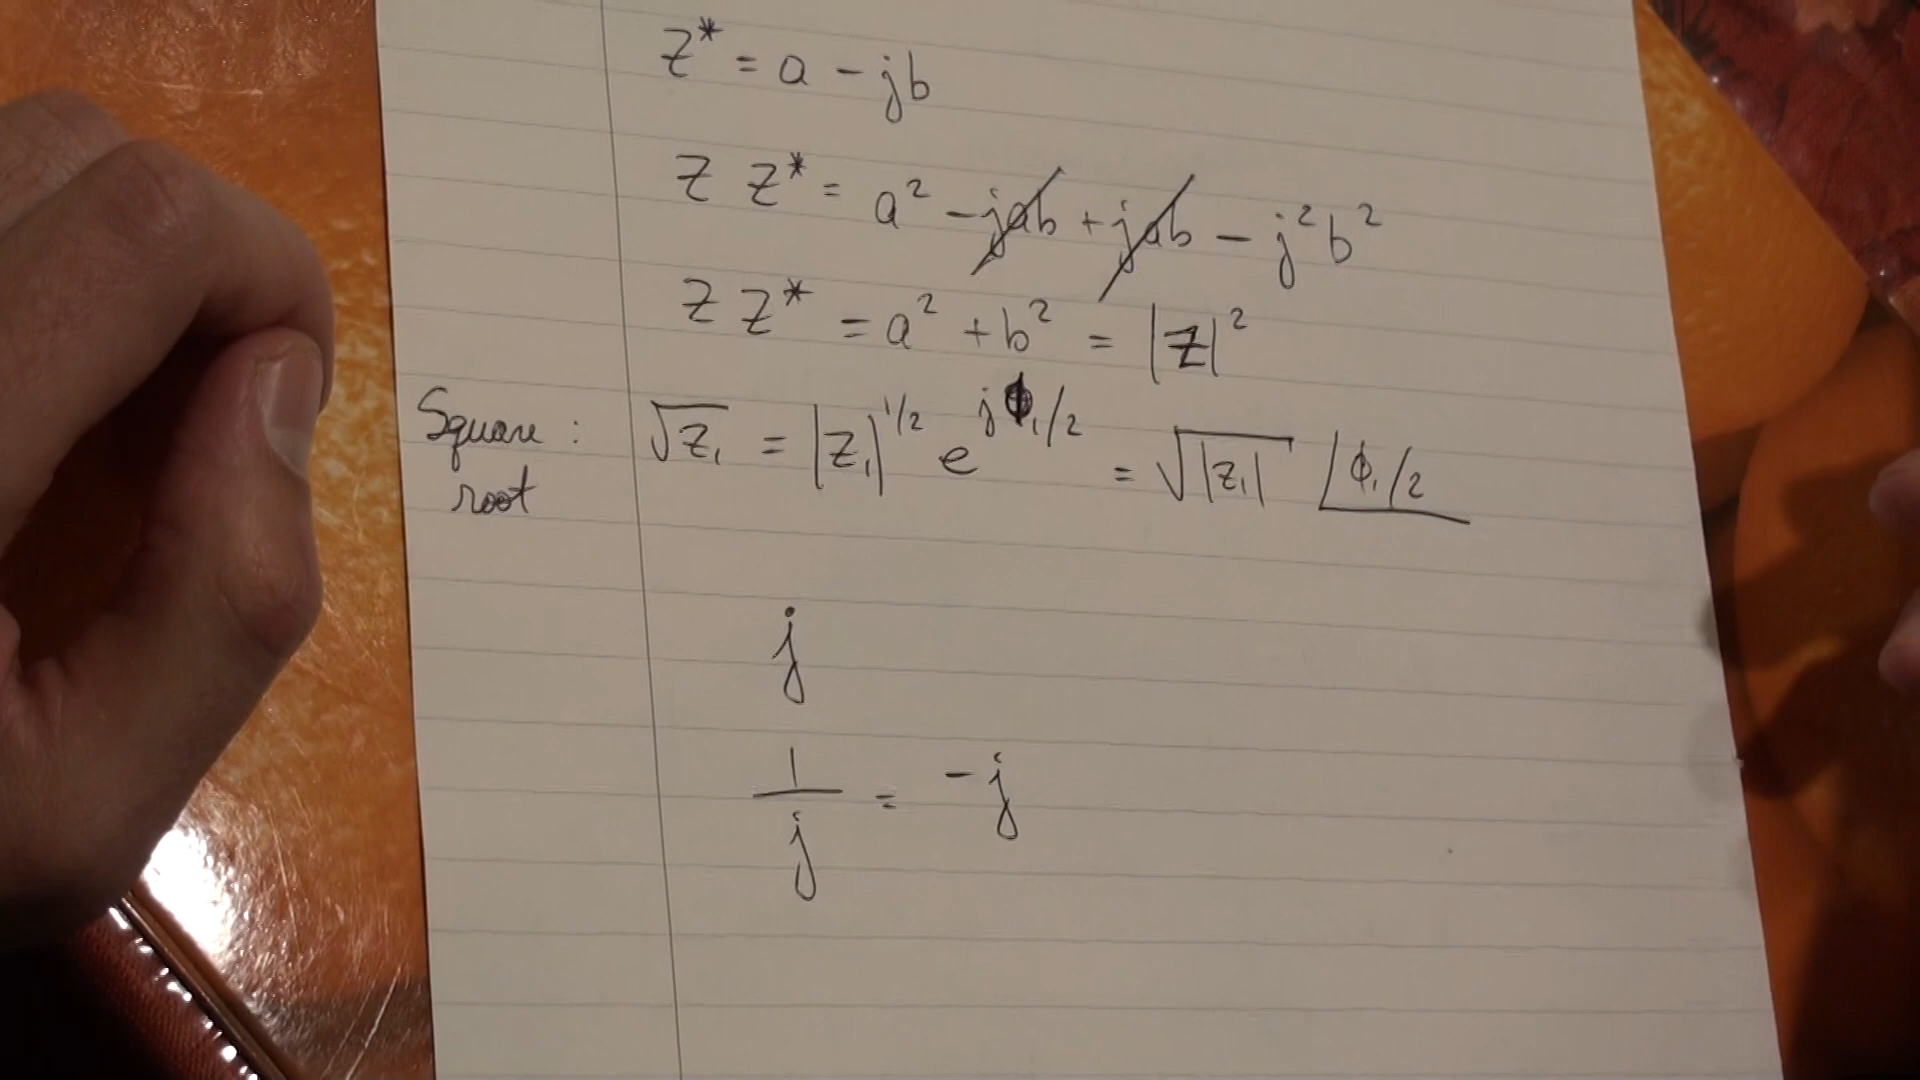 z* = a - jb
z z* = a² - jab + jab - j²b²
z z* = a² + b² = |z|²
Square root : √z₁ = |z₁|^1/2 e^jϕ₁/2 = √|z₁| ∠ϕ₁/2
j
1/j = -j